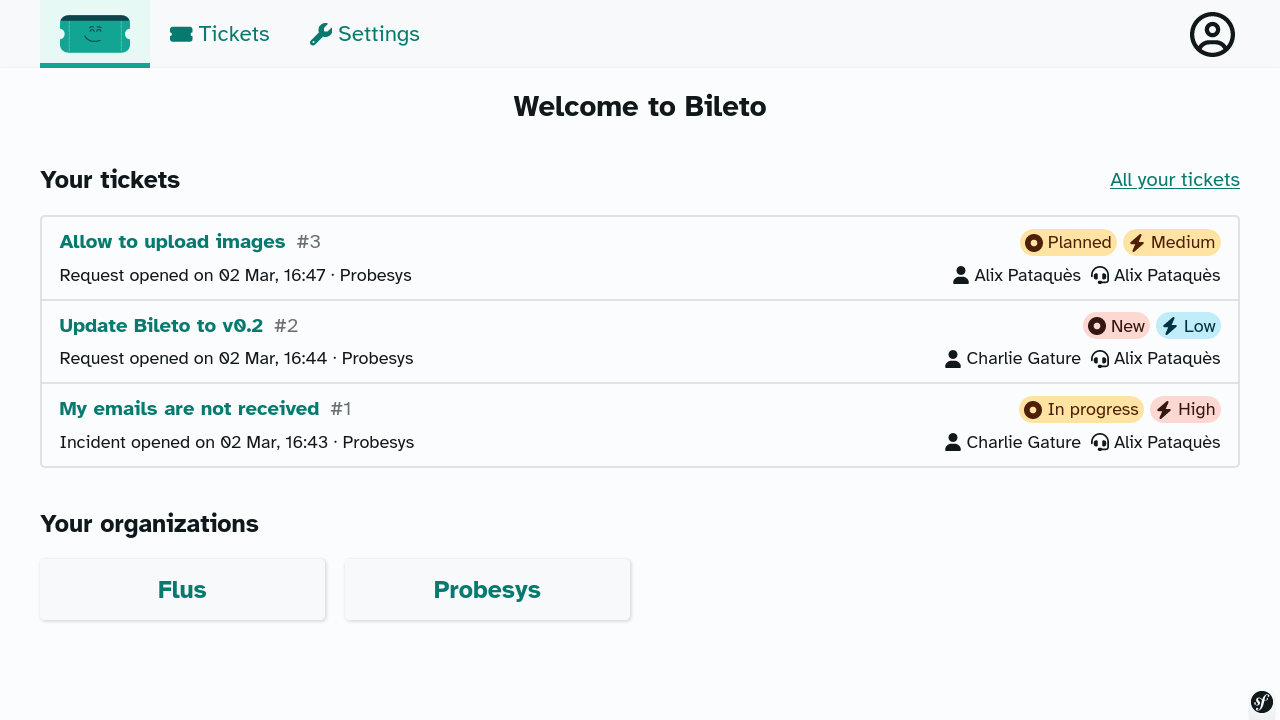 Tickets Settings
Welcome to Bileto
Your tickets All your tickets
Allow to upload images #3 Planned Medium
Request opened on 02 Mar, 16:47 · Probesys Alix Pataquès Alix Pataquès
Update Bileto to v0.2 #2 New Low
Request opened on 02 Mar, 16:44 · Probesys Charlie Gature Alix Pataquès
My emails are not received #1 In progress High
Incident opened on 02 Mar, 16:43 · Probesys Charlie Gature Alix Pataquès
Your organizations
Flus Probesys
sf